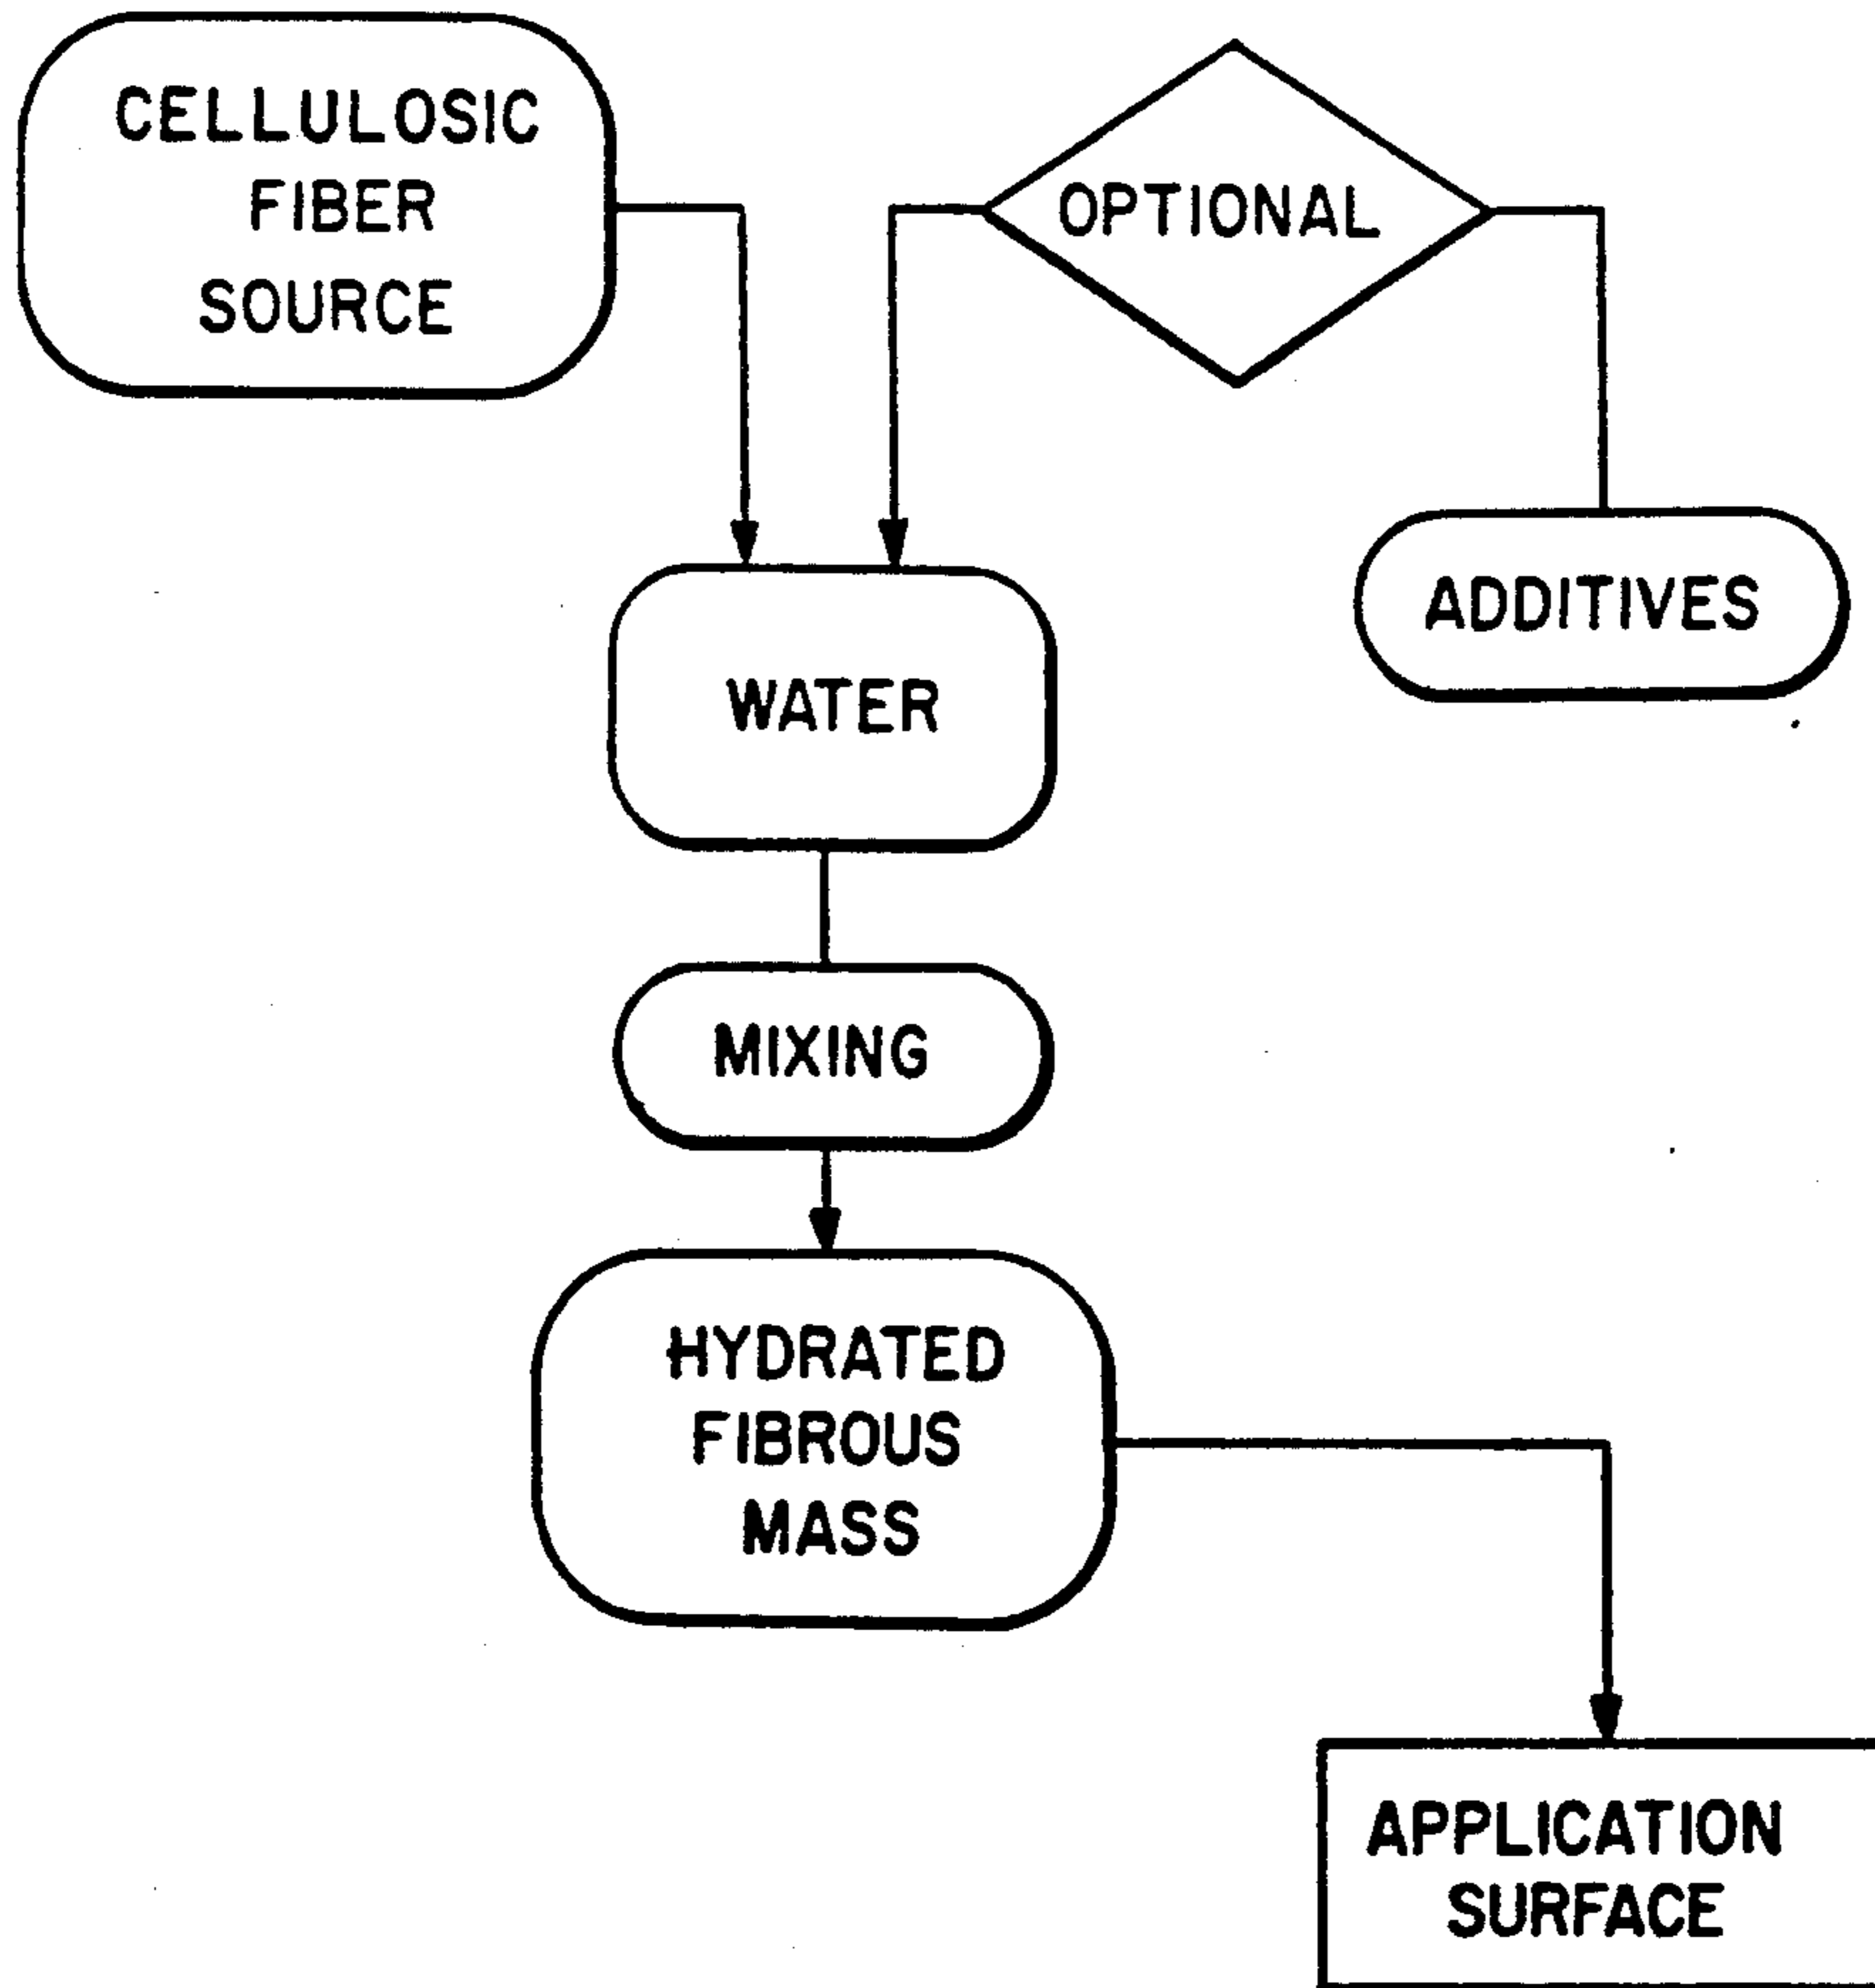 CELLULOSIC
FIBER
SOURCE
OPTIONAL
ADDITIVES
WATER
MIXING
HYDRATED
FIBROUS
MASS
APPLICATION
SURFACE